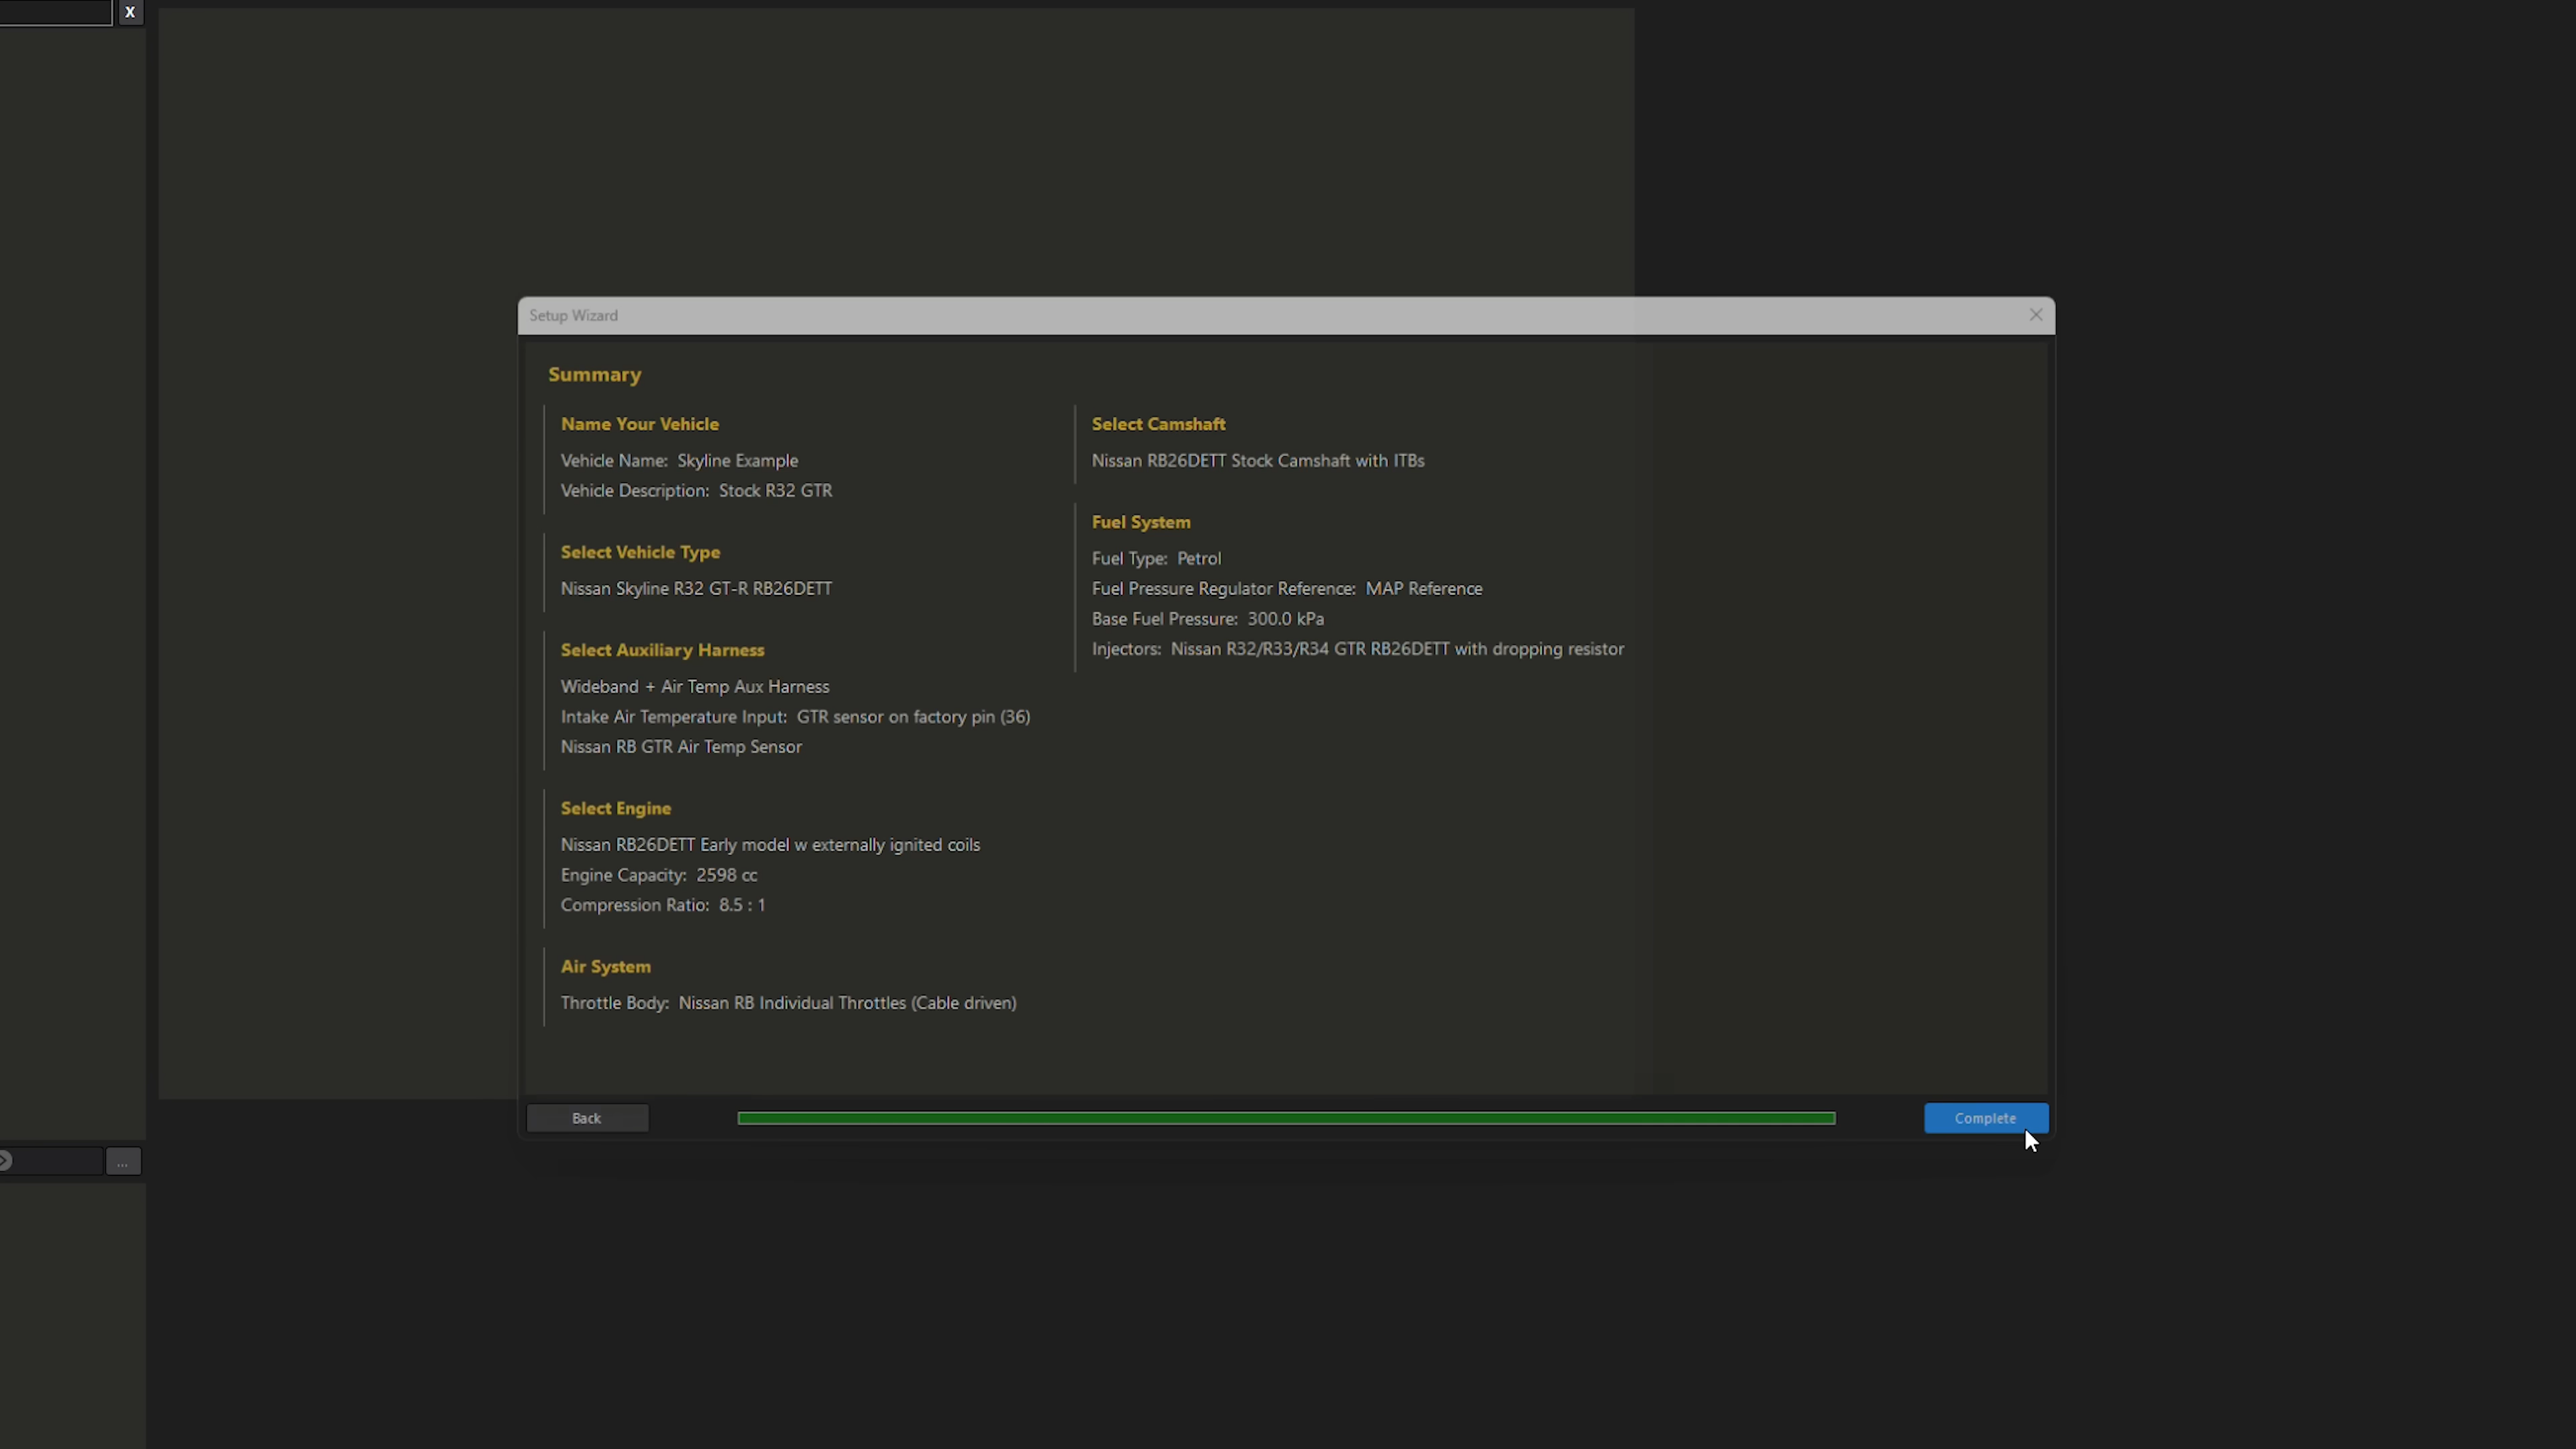 X
Setup Wizard
Summary
Name Your Vehicle
Vehicle Name: Skyline Example
Vehicle Description: Stock R32 GTR
Select Vehicle Type
Nissan Skyline R32 GT-R RB26DETT
Select Auxiliary Harness
Wideband + Air Temp Aux Harness
Intake Air Temperature Input: GTR sensor on factory pin (36)
Nissan RB GTR Air Temp Sensor
Select Engine
Nissan RB26DETT Early model w externally ignited coils
Engine Capacity: 2598 cc
Compression Ratio: 8.5 : 1
Air System
Throttle Body: Nissan RB Individual Throttles (Cable driven)
Select Camshaft
Nissan RB26DETT Stock Camshaft with ITBs
Fuel System
Fuel Type: Petrol
Fuel Pressure Regulator Reference: MAP Reference
Base Fuel Pressure: 300.0 kPa
Injectors: Nissan R32/R33/R34 GTR RB26DETT with dropping resistor
Back
Complete
...